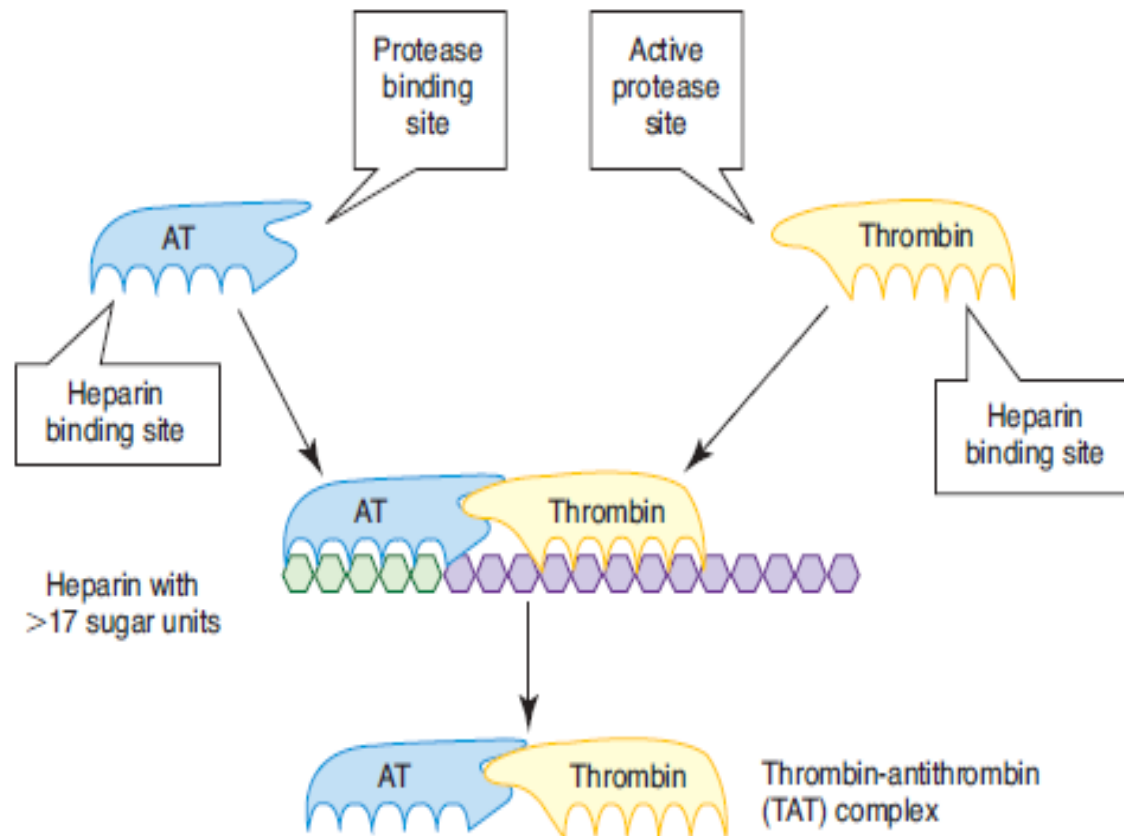 Protease
binding
site
Active
protease
site
AT
Thrombin
Heparin
binding site
Heparin
binding site
AT
Thrombin
Heparin with
>17 sugar units
AT
Thrombin
Thrombin-antithrombin
(TAT) complex